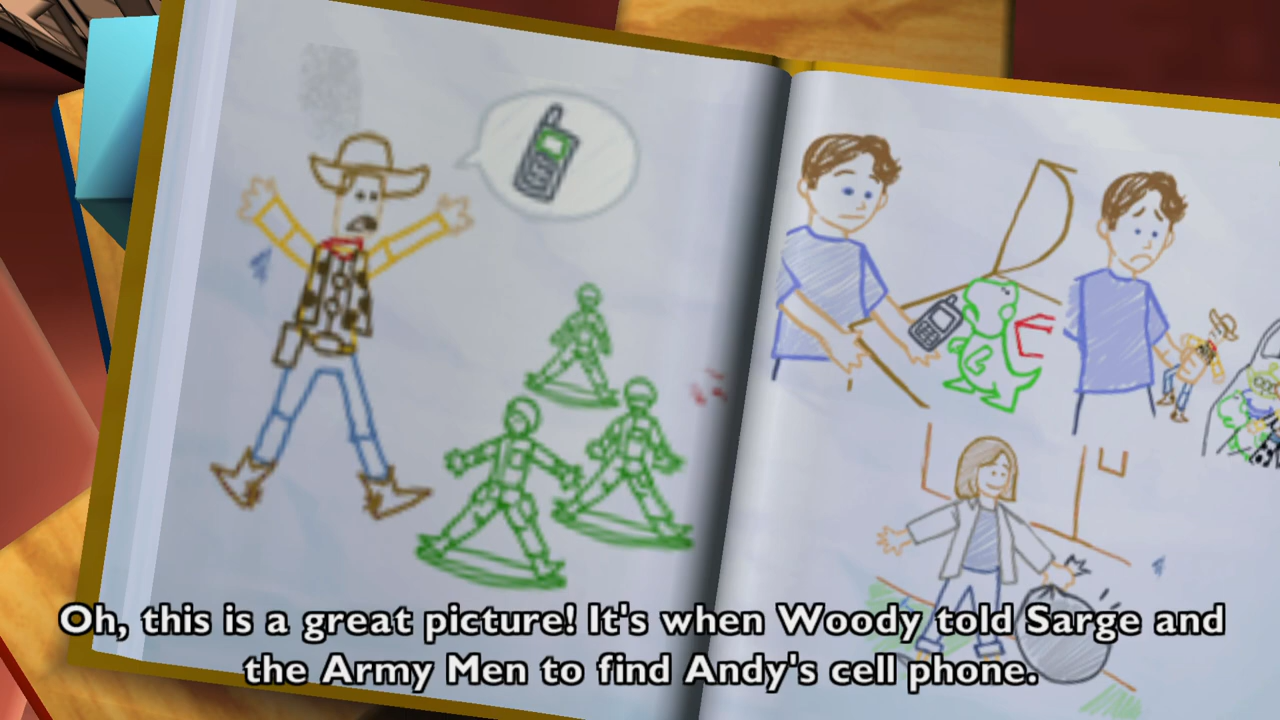 Oh, this is a great picture! It's when Woody told Sarge and
the Army Men to find Andy's cell phone.